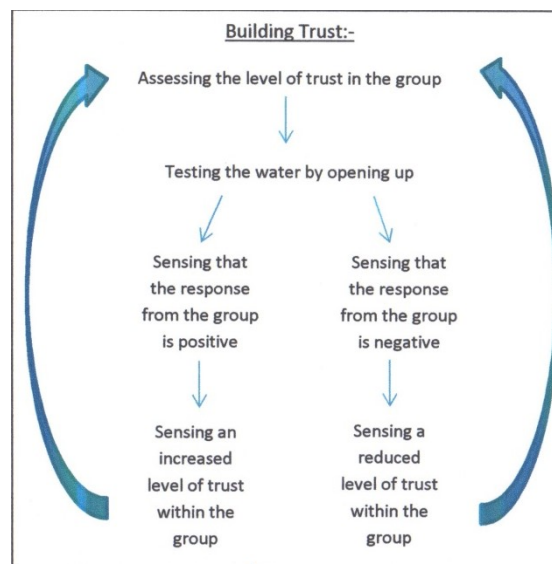 Building Trust:-
Assessing the level of trust in the group
Testing the water by opening up
Sensing that
the response
from the group
is positive
Sensing that
the response
from the group
is negative
Sensing an
increased
level of trust
within the
group
Sensing a
reduced
level of trust
within the
group